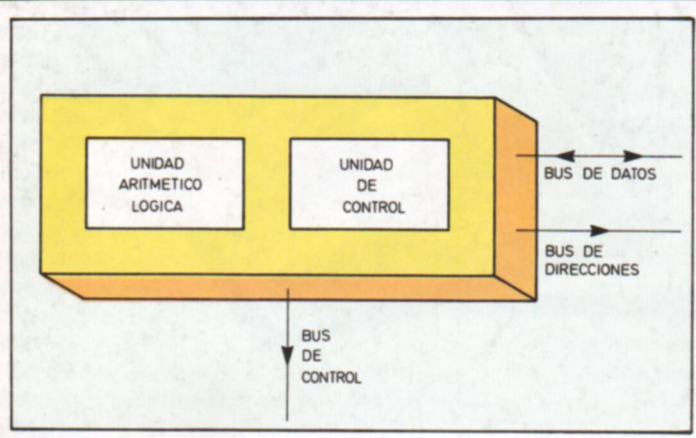 UNIDAD
ARITMETICO
LOGICA
UNIDAD
DE
CONTROL
BUS DE DATOS
BUS DE
DIRECCIONES
BUS
DE
CONTROL